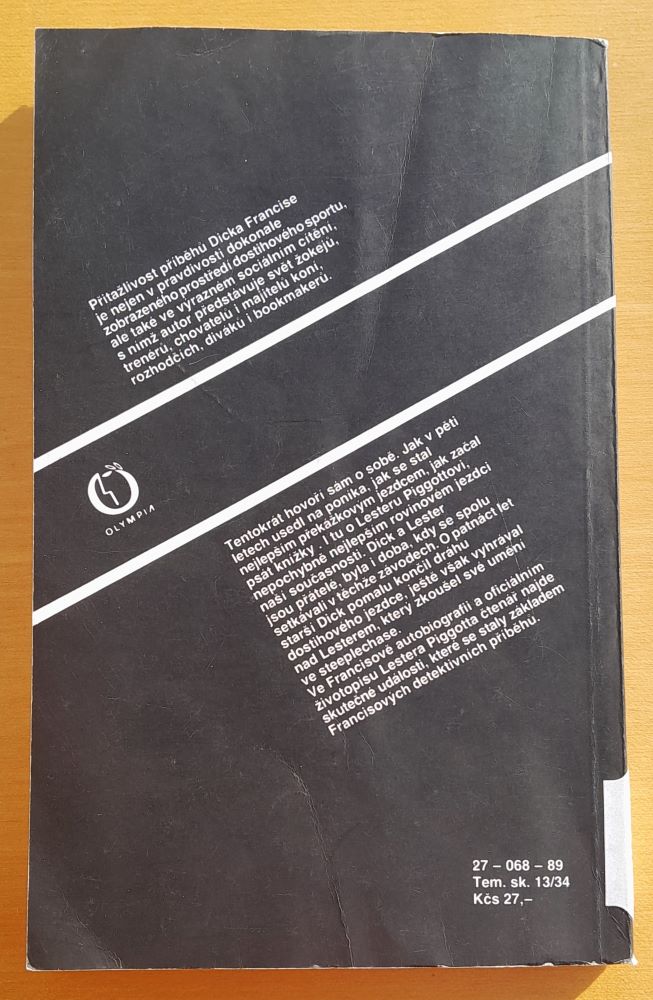 Přitažlivost příběhů Dicka Francise
je nejen v pravdivosti dokonale
zobrazeného prostředí dostihového sportu,
ale také ve výrazném sociálním cítění,
s nímž autor představuje svět žokejů,
trenérů, chovatelů i majitelů koní,
rozhodčích, diváků i bookmakerů.
OLYMPIA
Tentokrát hovoří sám o sobě. Jak v pěti
letech usedl na poníka, jak se stal
nejlepším překážkovým jezdcem, jak začal
psát knížky. I tu o Lesteru Piggottovi,
nepochybně nejlepším rovinovém jezdci
naší současnosti. Dick a Lester
jsou přátelé, byla i doba, kdy se spolu
setkávali v těchže závodech. O patnáct let
starší Dick pomalu končil dráhu
dostihového jezdce, ještě však vyhrával
nad Lesterem, který zkoušel své umění
ve steeplechase.
Ve Francisově autobiografii a oficiálním
životopisu Lestera Piggotta čtenář najde
skutečné události, které se staly základem
Francisových detektivních příběhů.
27 – 068 – 89
Tem. sk. 13/34
Kčs 27,–